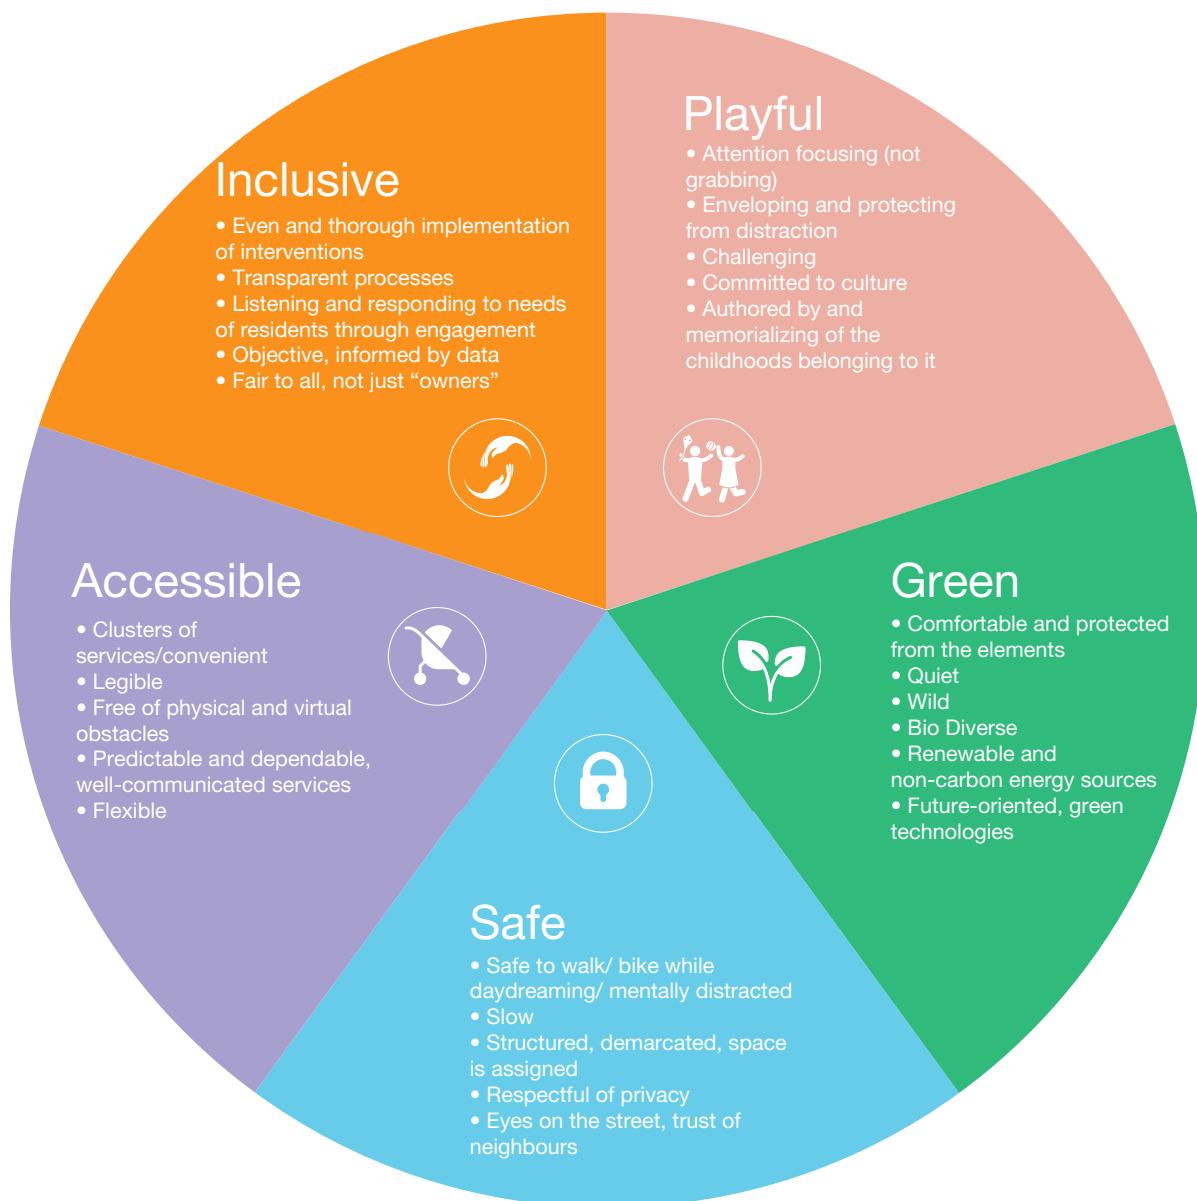 Playful
• Attention focusing (not
grabbing)
• Enveloping and protecting
from distraction
• Challenging
• Committed to culture
• Authored by and
memorializing of the
childhoods belonging to it
Inclusive
• Even and thorough implementation
of interventions
• Transparent processes
• Listening and responding to needs
of residents through engagement
• Objective, informed by data
• Fair to all, not just “owners”
Accessible
• Clusters of
services/convenient
• Legible
• Free of physical and virtual
obstacles
• Predictable and dependable,
well-communicated services
• Flexible
Green
• Comfortable and protected
from the elements
• Quiet
• Wild
• Bio Diverse
• Renewable and
non-carbon energy sources
• Future-oriented, green
technologies
Safe
• Safe to walk/ bike while
daydreaming/ mentally distracted
• Slow
• Structured, demarcated, space
is assigned
• Respectful of privacy
• Eyes on the street, trust of
neighbours